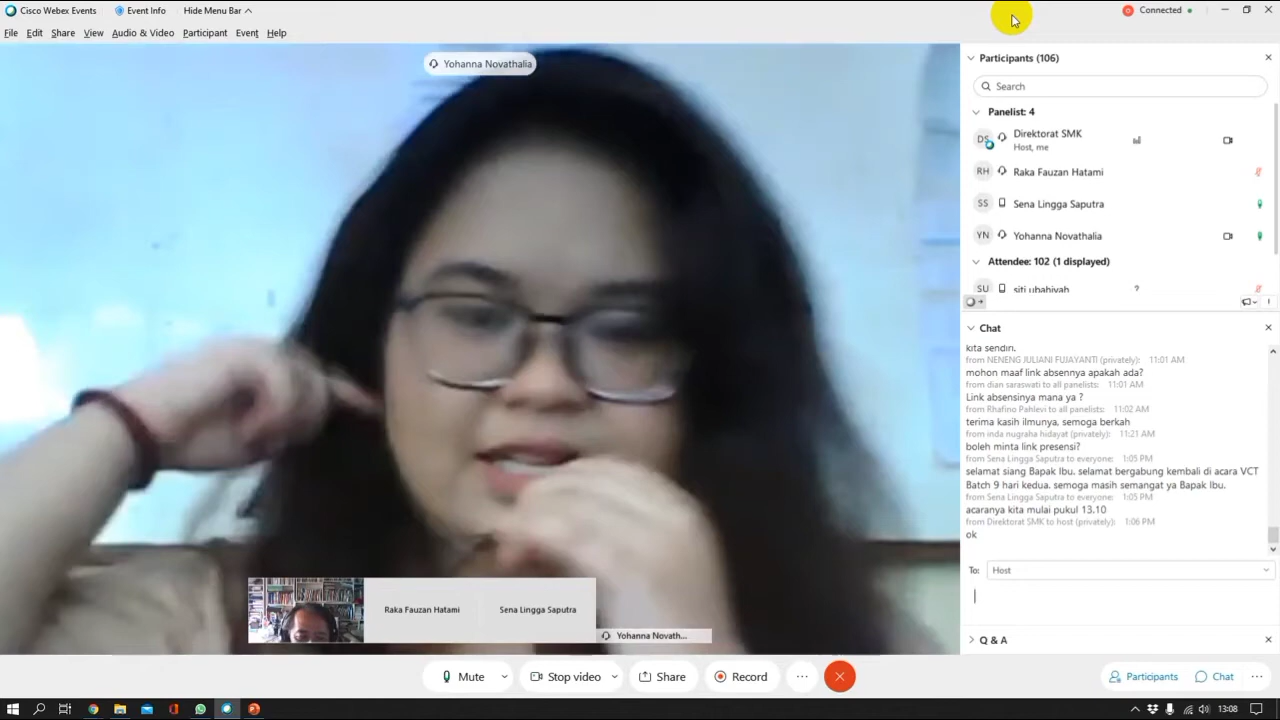 Cisco Webex Events
Event Info
Hide Menu Bar
Connected
File
Edit
Share
View
Audio & Video
Participant
Event
Help
Yohanna Novathalia
Raka Fauzan Hatami
Sena Lingga Saputra
Yohanna Novath...
Mute
Stop video
Share
Record
Participants (106)
Search
Panelist: 4
DS
Direktorat SMK
Host, me
RH
Raka Fauzan Hatami
SS
Sena Lingga Saputra
YN
Yohanna Novathalia
Attendee: 102 (1 displayed)
SU
siti ubahiyah
?
Chat
kita sendiri.
from NENENG JULIANI FUJAYANTI (privately): 11:01 AM
mohon maaf link absennya apakah ada?
from dian saraswati to all panelists: 11:01 AM
Link absensinya mana ya ?
from Rhafino Pahlevi to all panelists: 11:02 AM
terima kasih ilmunya, semoga berkah
from inda nugraha hidayat (privately): 11:21 AM
boleh minta link presensi?
from Sena Lingga Saputra to everyone: 1:05 PM
selamat siang Bapak Ibu. selamat bergabung kembali di acara VCT
Batch 9 hari kedua. semoga masih semangat ya Bapak Ibu.
from Sena Lingga Saputra to everyone: 1:05 PM
acaranya kita mulai pukul 13.10
from Direktorat SMK to host (privately): 1:06 PM
ok
To:
Host
Q & A
Participants
Chat
13:08